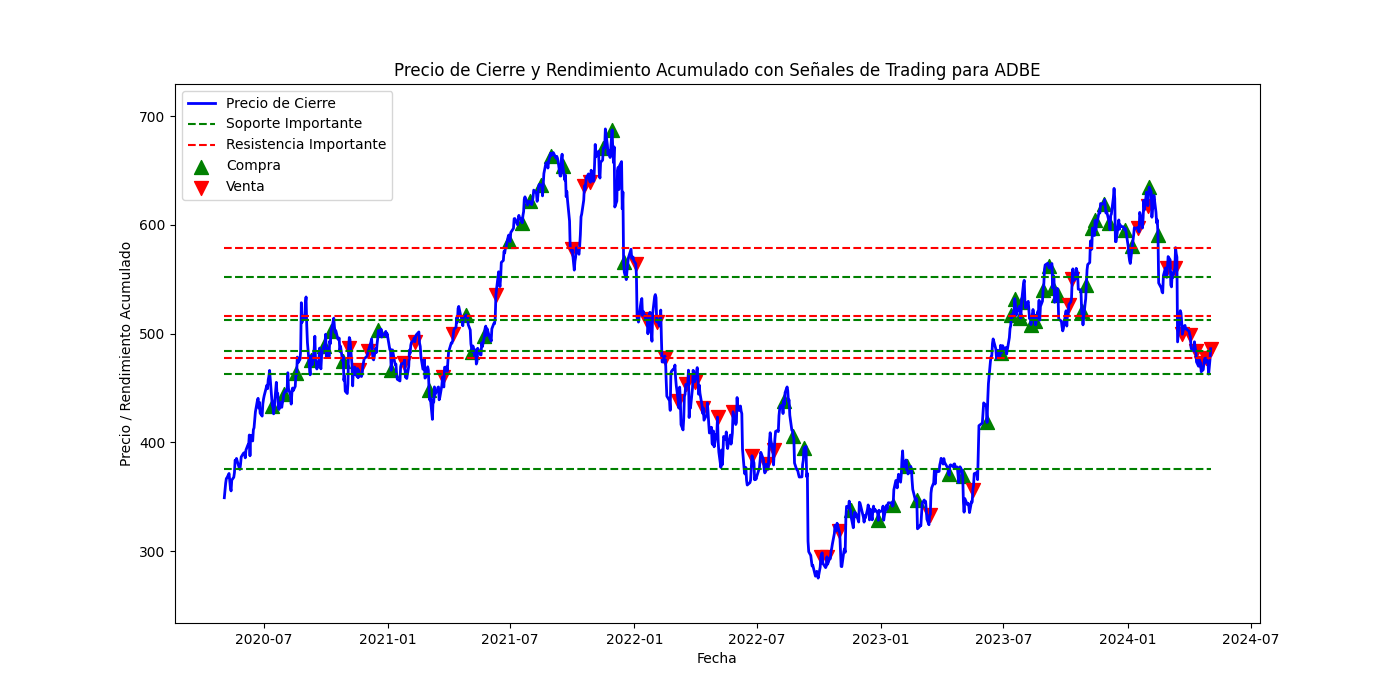 Precio de Cierre y Rendimiento Acumulado con Señales de Trading para ADBE
Precio de Cierre
Soporte Importante
Resistencia Importante
Compra
Venta
Precio / Rendimiento Acumulado
700
600
500
400
300
2020-07
2021-01
2021-07
2022-01
2022-07
2023-01
2023-07
2024-01
2024-07
Fecha